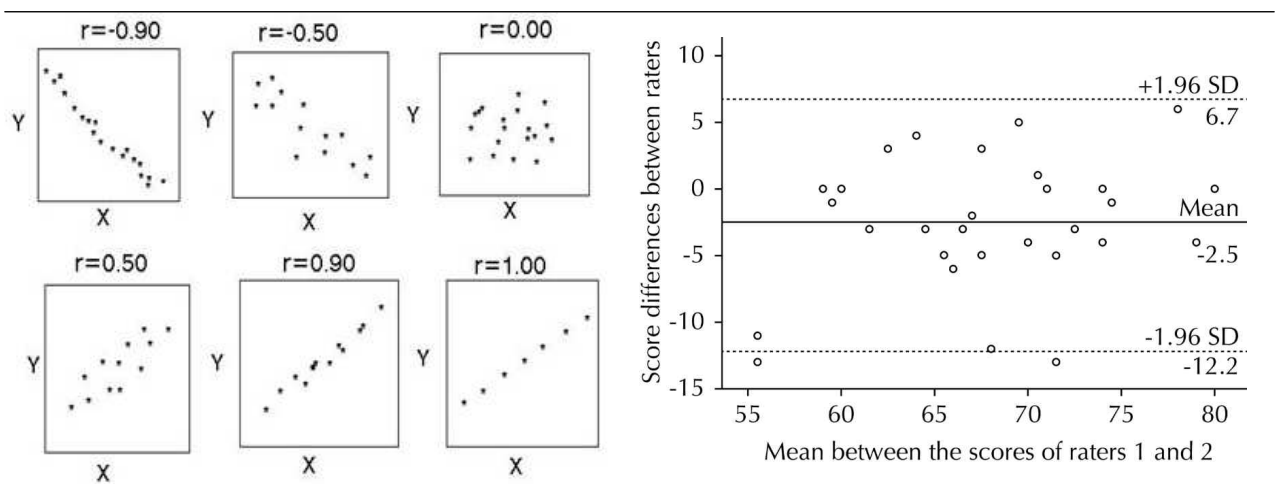 r=-0.90
r=-0.50
r=0.00
Y
Y
Y
X
X
X
r=0.50
r=0.90
r=1.00
Y
Y
Y
X
X
X
Score differences between raters
10
5
0
-5
-10
-15
+1.96 SD
6.7
Mean
-2.5
-1.96 SD
-12.2
55 60 65 70 75 80
Mean between the scores of raters 1 and 2